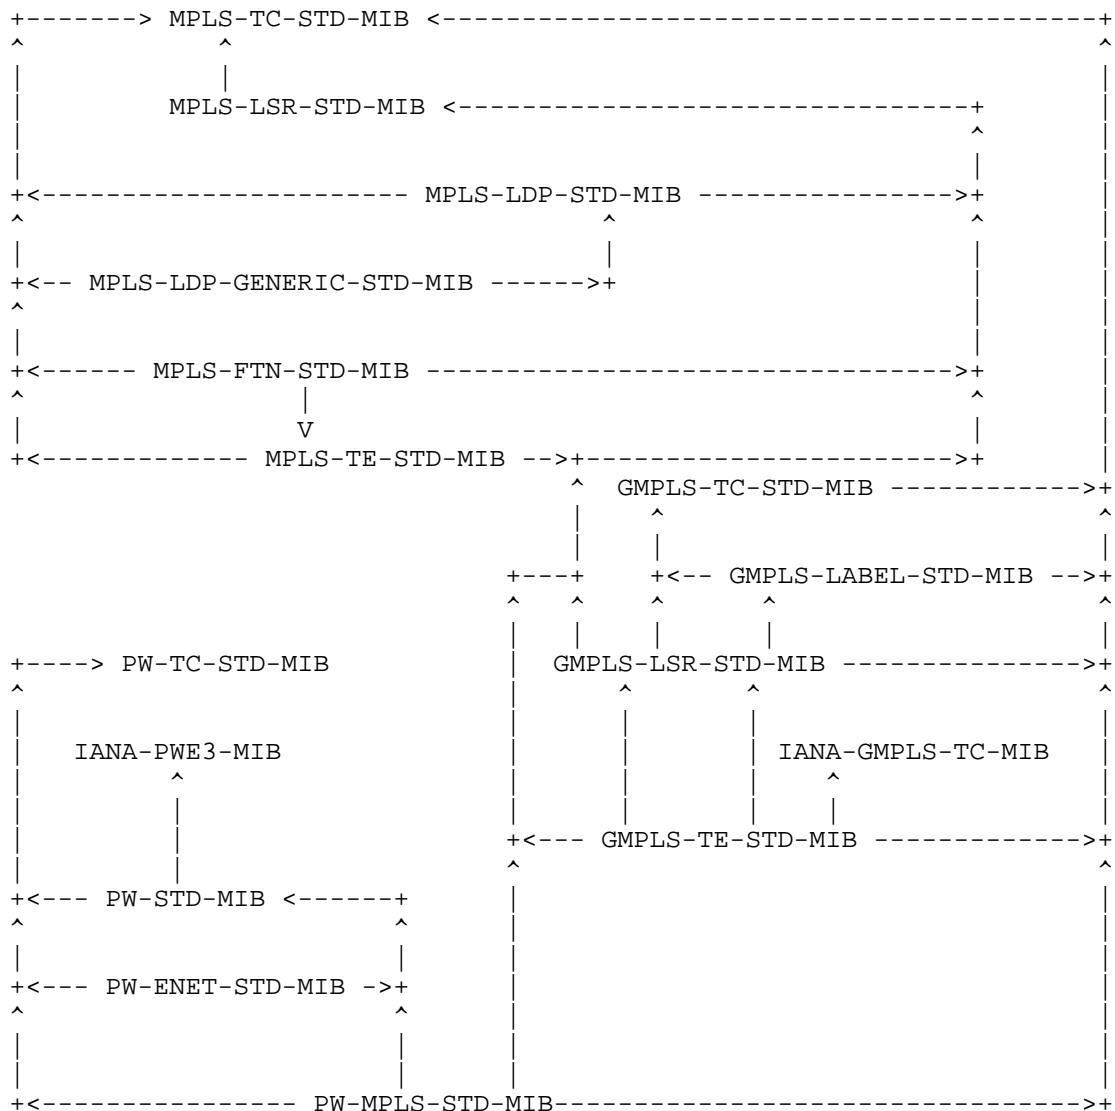 +-------> MPLS-TC-STD-MIB <-----------------------------------------+
^            ^                                                      ^
|            |                                                      |
|         MPLS-LSR-STD-MIB <--------------------------------+       |
|                                                           ^       |
|                                                           |       |
+<------------------------ MPLS-LDP-STD-MIB --------------->+       |
^                                    ^                      ^       |
|                                    |                      |       |
+<-- MPLS-LDP-GENERIC-STD-MIB ------>+                      |       |
^                                                           |       |
|                                                           |       |
+<------ MPLS-FTN-STD-MIB --------------------------------->+       |
^                 |                                         ^       |
|                 V                                         |       |
+<------------- MPLS-TE-STD-MIB -->+----------------------->+       |
                                   ^  GMPLS-TC-STD-MIB ------------>+
                                   |    ^                           ^
                                   |    |                           |
                               +---+    +<-- GMPLS-LABEL-STD-MIB -->+
                               ^   ^    ^      ^                    ^
                               |   |    |      |                    |
+----> PW-TC-STD-MIB           |  GMPLS-LSR-STD-MIB --------------->+
^                              |      ^       ^                     ^
|                              |      |       |                     |
|   IANA-PWE3-MIB              |      |       | IANA-GMPLS-TC-MIB   |
|         ^                    |      |       |    ^                |
|         |                    |      |       |    |                |
|         |                    +<--- GMPLS-TE-STD-MIB ------------->+
|         |                    ^                                    ^
+<--- PW-STD-MIB <------+      |                                    |
^                       ^      |                                    |
|                       |      |                                    |
+<--- PW-ENET-STD-MIB ->+      |                                    |
^                       ^      |                                    |
|                       |      |                                    |
|                       |      |                                    |
+<---------------- PW-MPLS-STD-MIB--------------------------------->+